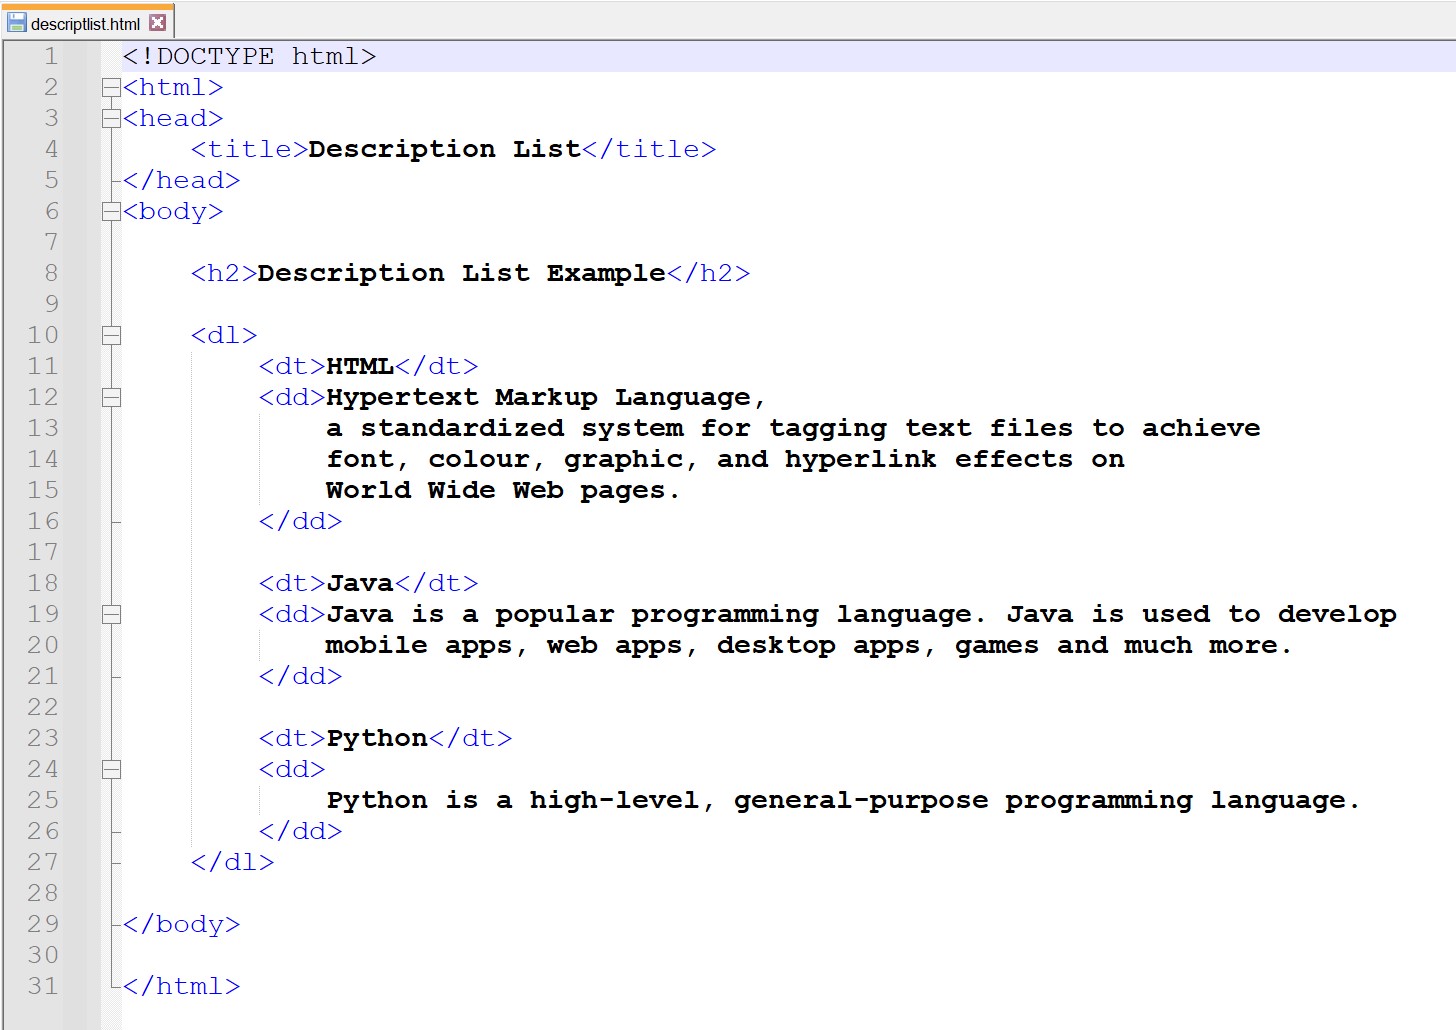 descriptlist.html
1 <!DOCTYPE html>
2 <html>
3 <head>
4     <title>Description List</title>
5 </head>
6 <body>
7
8     <h2>Description List Example</h2>
9
10     <dl>
11         <dt>HTML</dt>
12         <dd>Hypertext Markup Language,
13             a standardized system for tagging text files to achieve
14             font, colour, graphic, and hyperlink effects on
15             World Wide Web pages.
16         </dd>
17
18         <dt>Java</dt>
19         <dd>Java is a popular programming language. Java is used to develop
20             mobile apps, web apps, desktop apps, games and much more.
21         </dd>
22
23         <dt>Python</dt>
24         <dd>
25             Python is a high-level, general-purpose programming language.
26         </dd>
27     </dl>
28
29 </body>
30
31 </html>